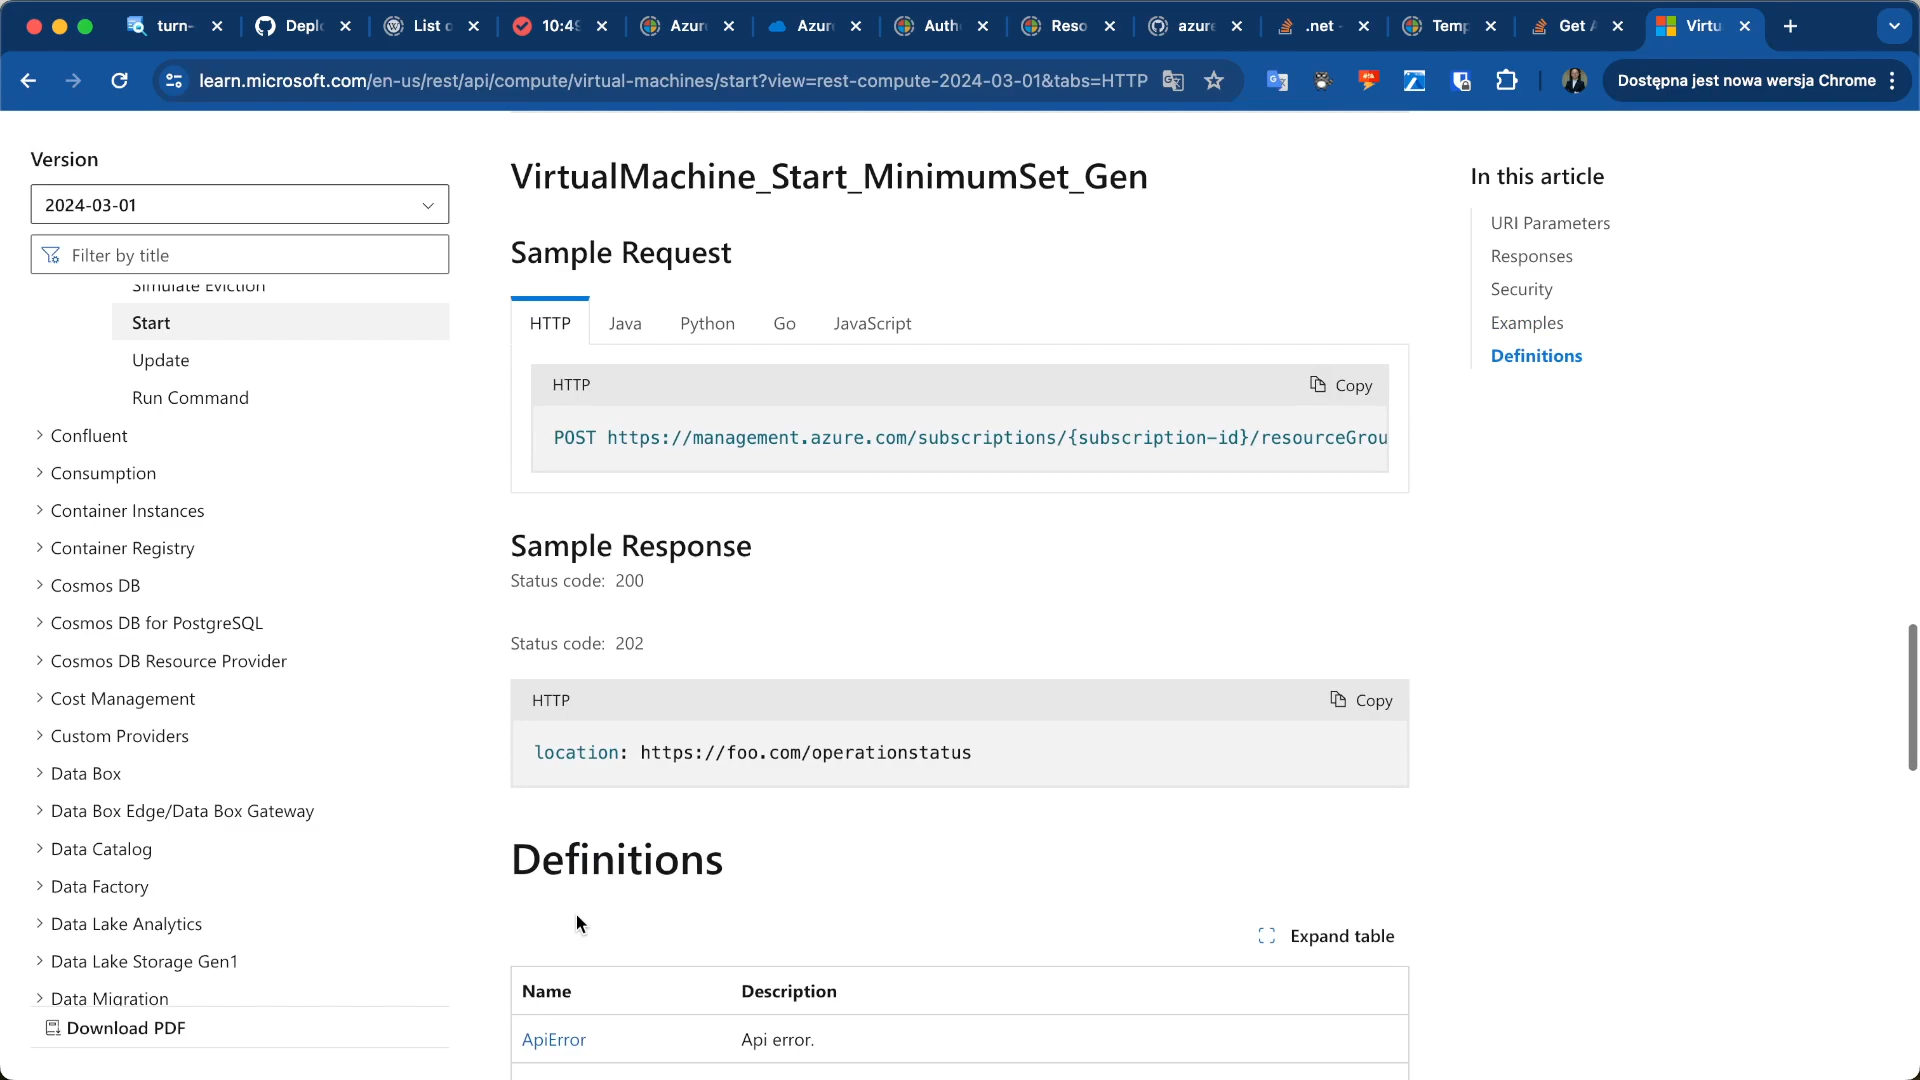 turn-
Deplo
List o
10:49
Azur
Azur
Auth
Reso
azur
.net -
Temp
Get A
Virtu
learn.microsoft.com/en-us/rest/api/compute/virtual-machines/start?view=rest-compute-2024-03-01&tabs=HTTP
Dostępna jest nowa wersja Chrome
Version
2024-03-01
Filter by title
Simulate Eviction
Start
Update
Run Command
Confluent
Consumption
Container Instances
Container Registry
Cosmos DB
Cosmos DB for PostgreSQL
Cosmos DB Resource Provider
Cost Management
Custom Providers
Data Box
Data Box Edge/Data Box Gateway
Data Catalog
Data Factory
Data Lake Analytics
Data Lake Storage Gen1
Data Migration
Download PDF
VirtualMachine_Start_MinimumSet_Gen
Sample Request
HTTP Java Python Go JavaScript
HTTP Copy
POST https://management.azure.com/subscriptions/{subscription-id}/resourceGrou
Sample Response
Status code: 200
Status code: 202
HTTP Copy
location: https://foo.com/operationstatus
Definitions
Expand table
Name Description
ApiError Api error.
In this article
URI Parameters
Responses
Security
Examples
Definitions